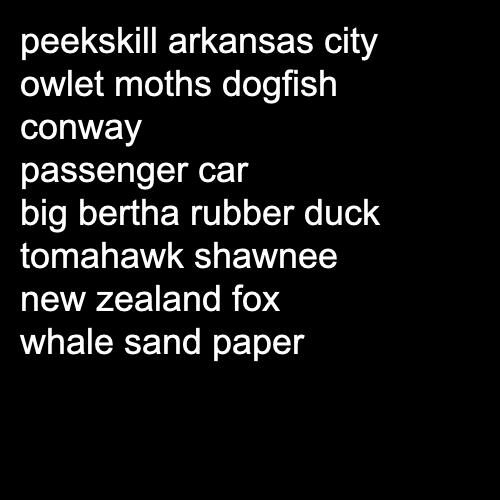 peekskill arkansas city
owlet moths dogfish
conway
passenger car
big bertha rubber duck
tomahawk shawnee
new zealand fox
whale sand paper